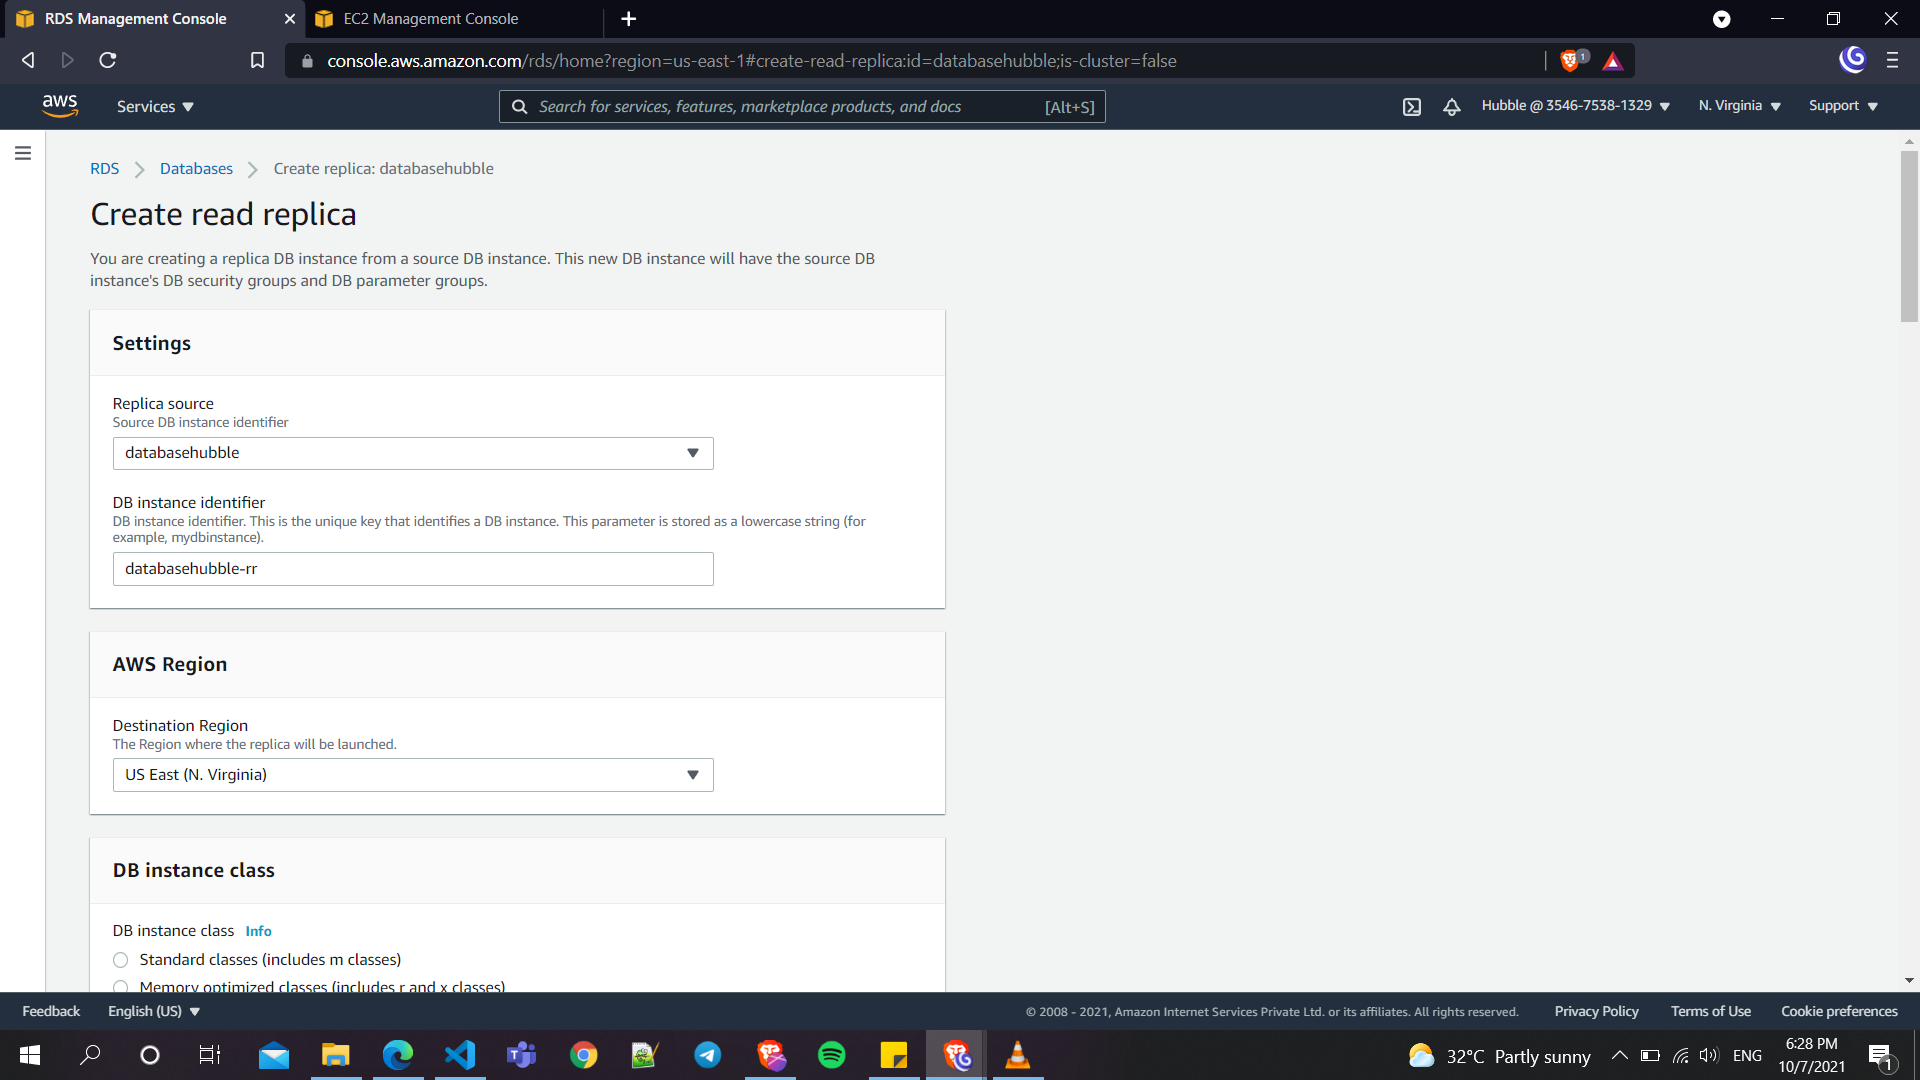 RDS Management Console
EC2 Management Console
console.aws.amazon.com/rds/home?region=us-east-1#create-read-replica:id=databasehubble;is-cluster=false
1
aws
Services
Search for services, features, marketplace products, and docs
[Alt+S]
Hubble @ 3546-7538-1329
N. Virginia
Support
RDS
Databases
Create replica: databasehubble
Create read replica
You are creating a replica DB instance from a source DB instance. This new DB instance will have the source DB
instance's DB security groups and DB parameter groups.
Settings
Replica source
Source DB instance identifier
databasehubble
DB instance identifier
DB instance identifier. This is the unique key that identifies a DB instance. This parameter is stored as a lowercase string (for
example, mydbinstance).
databasehubble-rr
AWS Region
Destination Region
The Region where the replica will be launched.
US East (N. Virginia)
DB instance class
DB instance class Info
Standard classes (includes m classes)
Memory optimized classes (includes r and x classes)
Feedback
English (US)
© 2008 - 2021, Amazon Internet Services Private Ltd. or its affiliates. All rights reserved.
Privacy Policy
Terms of Use
Cookie preferences
32°C Partly sunny
ENG
6:28 PM
10/7/2021
1